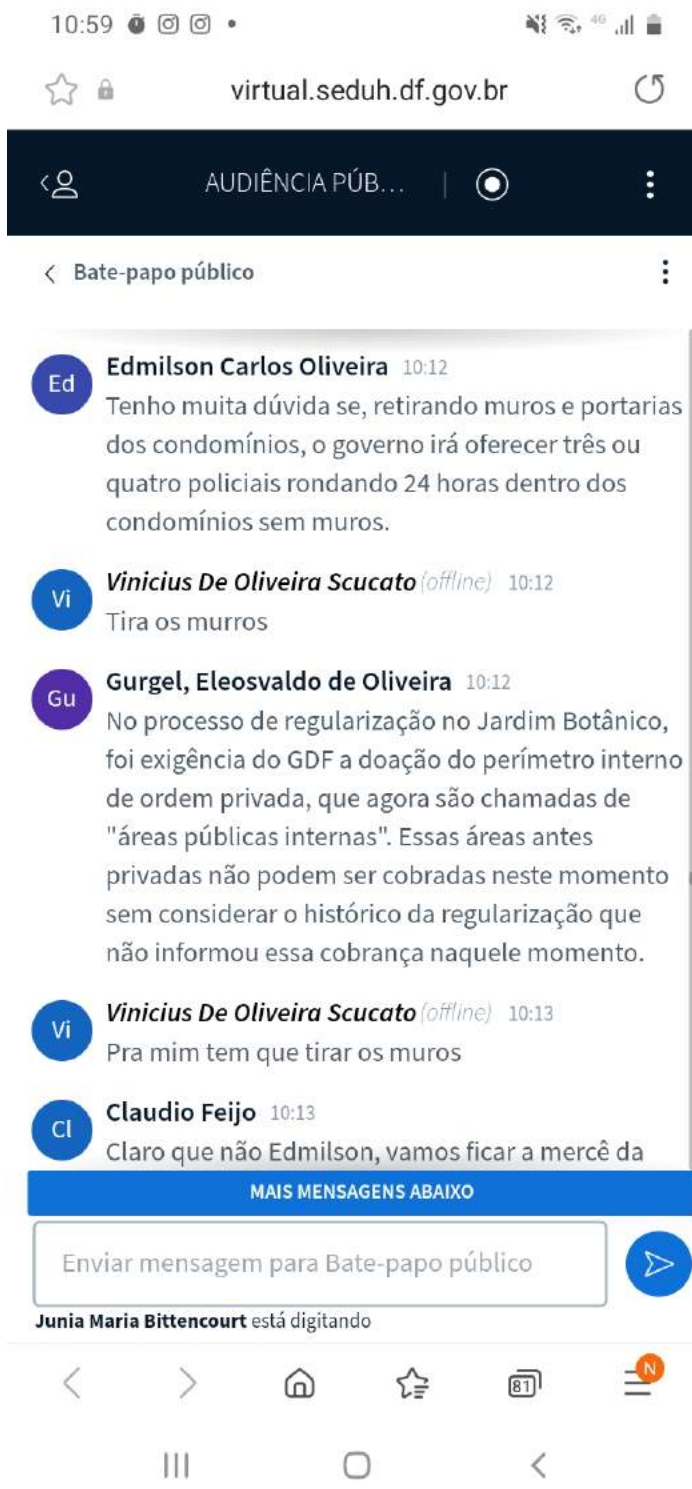 10:59
4G
virtual.seduh.df.gov.br
AUDIÊNCIA PÚB...
Bate-papo público
Ed
Edmilson Carlos Oliveira 10:12
Tenho muita dúvida se, retirando muros e portarias
dos condomínios, o governo irá oferecer três ou
quatro policiais rondando 24 horas dentro dos
condomínios sem muros.
Vi
Vinicius De Oliveira Scucato (offline) 10:12
Tira os murros
Gu
Gurgel, Eleosvaldo de Oliveira 10:12
No processo de regularização no Jardim Botânico,
foi exigência do GDF a doação do perímetro interno
de ordem privada, que agora são chamadas de
"áreas públicas internas". Essas áreas antes
privadas não podem ser cobradas neste momento
sem considerar o histórico da regularização que
não informou essa cobrança naquele momento.
Vi
Vinicius De Oliveira Scucato (offline) 10:13
Pra mim tem que tirar os muros
Cl
Claudio Feijo 10:13
Claro que não Edmilson, vamos ficar a mercê da
MAIS MENSAGENS ABAIXO
Enviar mensagem para Bate-papo público
Junia Maria Bittencourt está digitando
81
N